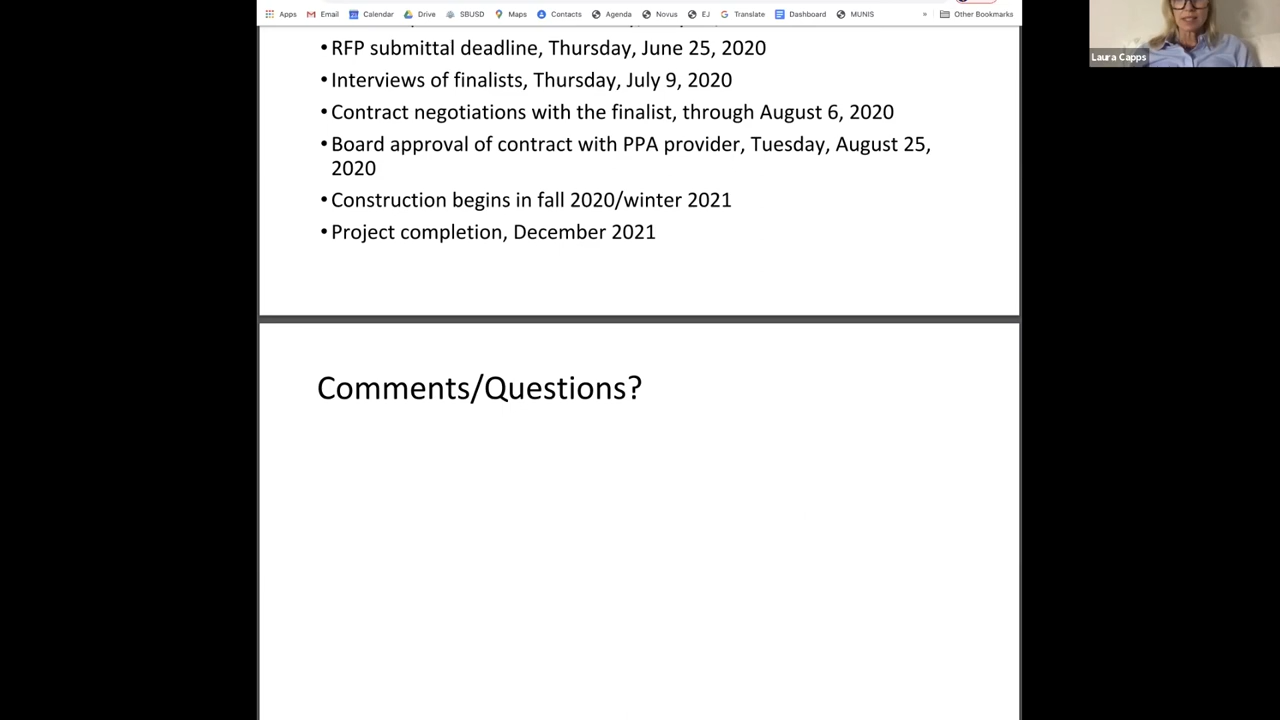 Apps Email Calendar Drive SBUSD Maps Contacts Agenda Novus EJ Translate Dashboard MUNIS » Other Bookmarks
Laura Capps
•RFP submittal deadline, Thursday, June 25, 2020
•Interviews of finalists, Thursday, July 9, 2020
•Contract negotiations with the finalist, through August 6, 2020
•Board approval of contract with PPA provider, Tuesday, August 25,
2020
•Construction begins in fall 2020/winter 2021
•Project completion, December 2021
Comments/Questions?